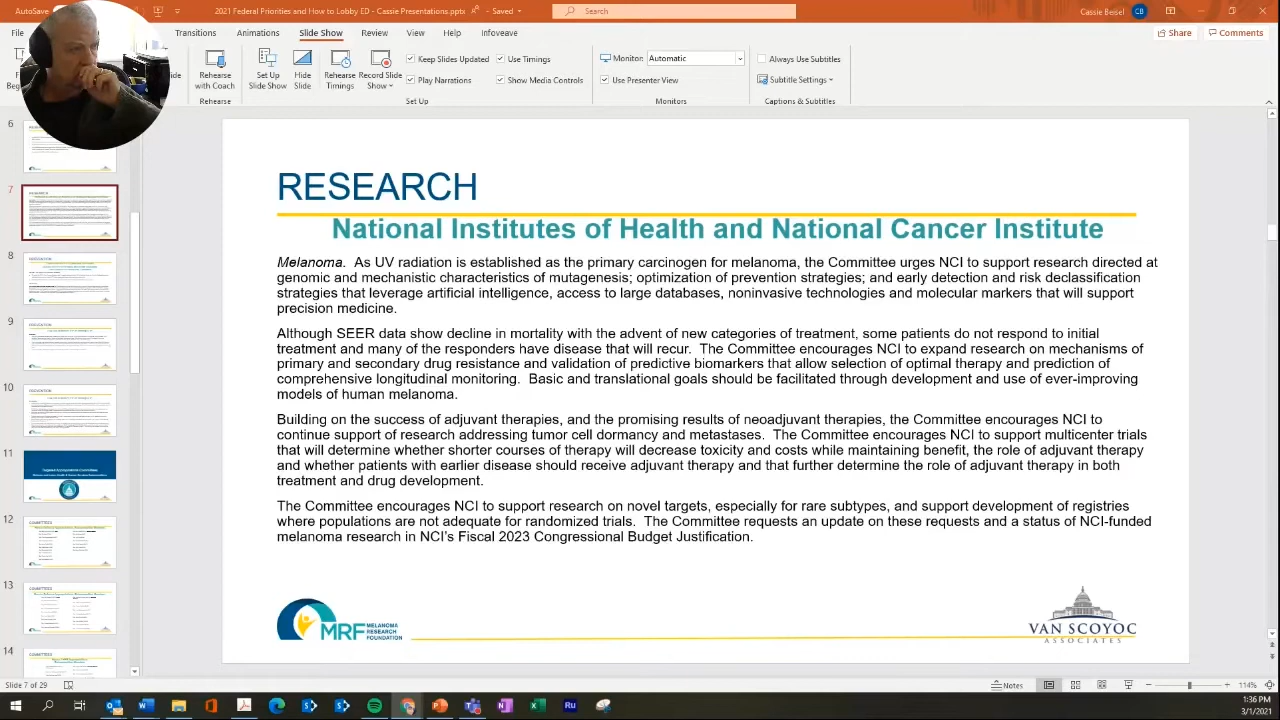 AutoSave
2021 Federal Priorities and How to Lobby ED - Cassie Presentations.pptx • Saved
Search
Cassie Beisel
CB
Transitions Animations Slide Show Review View Help Infoveave
Share
Comments
Rehearse with Coach
Rehearse
Set Up Slide Show
Hide Slide
Rehearse Timings
Record Slide Show
Keep Slides Updated
Use Timings
Play Narrations
Show Media Controls
Set Up
Monitor: Automatic
Use Presenter View
Monitors
Always Use Subtitles
Subtitle Settings
Captions & Subtitles
6
7
10
11
13
14
RESEARCH
National Institutes of Health and National Cancer Institute
Melanoma. As UV radiation is established as the primary carcinogen for melanoma, the Committee urges NCI to support research directed at
genetic and mechanistic characterization of mutagenesis; optimization of prevention strategies; and early detection and risk declassification
strategies that leverage artificial intelligence, access to large databases, noninvasive technologies and molecular markers that will support
precision medicine.
Although SEER data show declining mortality with the advent of new categories of treatment, some patients do not respond to initial
treatment and many of the responders have disease that will recur. The Committee encourages NCI to expand research on mechanisms of
primary and secondary drug resistance and validation of predictive biomarkers that allow selection of optimal therapy and prediction of
comprehensive longitudinal monitoring. Basic and translational goals should be facilitated through development and use of ever-improving
models of human melanoma.
Building on the success of adjuvant therapies, and the promising results of neoadjuvant therapies, the Committee encourages NCI to
continue support of research addressing tumor cell dormancy and metastases. The Committee encourages NCI to support multicenter trials
that will determine whether shorter courses of therapy will decrease toxicity and costs while maintaining benefit, the role of adjuvant therapy
and whether patients with earlier disease should receive adjuvant therapy, and that further determine the role of adjuvant therapy in both
treatment and drug development.
The Committee encourages NCI to support research on novel targets, especially for rare subtypes, and support development of registries
where populations are not adequate for randomized trials. The Committee requests an update on these requests and a status of NCI-funded
melanoma research in NCI's Fiscal 2023 Congressional Budget Justification.
MRF MELANOMA RESEARCH FOUNDATION
VAN SCOYOC
ASSOCIATES
Slide 7 of 29
Notes
114%
1:36 PM
3/1/2021